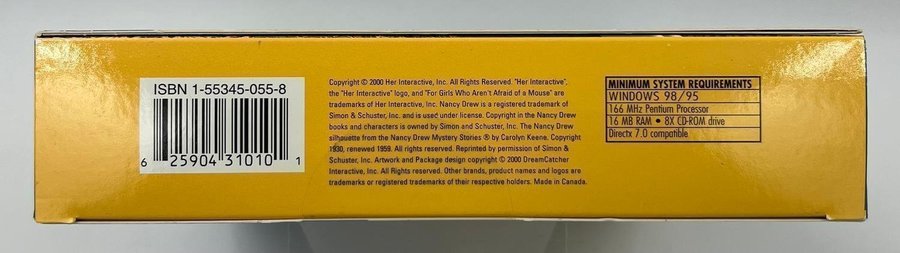 ISBN 1-55345-055-8
6 25904 31010 1
Copyright © 2000 Her Interactive, Inc. All Rights Reserved. "Her Interactive",
the "Her Interactive" logo, and "For Girls Who Aren't Afraid of a Mouse" are
trademarks of Her Interactive, Inc. Nancy Drew is a registered trademark of
Simon & Schuster, Inc. and is used under license. Copyright in the Nancy Drew
books and characters is owned by Simon and Schuster, Inc. The Nancy Drew
silhouette from the Nancy Drew Mystery Stories ® by Carolyn Keene. Copyright
1930, renewed 1959. All rights reserved. Reprinted by permission of Simon &
Schuster, Inc. Artwork and Package design copyright © 2000 DreamCatcher
Interactive, Inc. All Rights Reserved. Other brands, product names and logos are
trademarks or registered trademarks of their respective holders. Made in Canada.
MINIMUM SYSTEM REQUIREMENTS
WINDOWS 98/95
166 MHz Pentium Processor
16 MB RAM • 8X CD-ROM drive
Directx 7.0 compatible